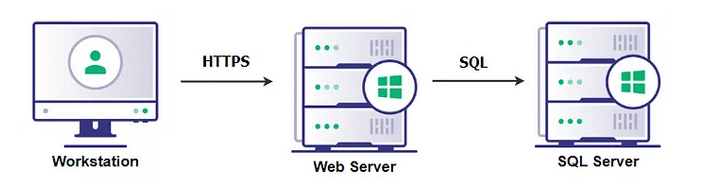 HTTPS
SQL
Workstation
Web Server
SQL Server